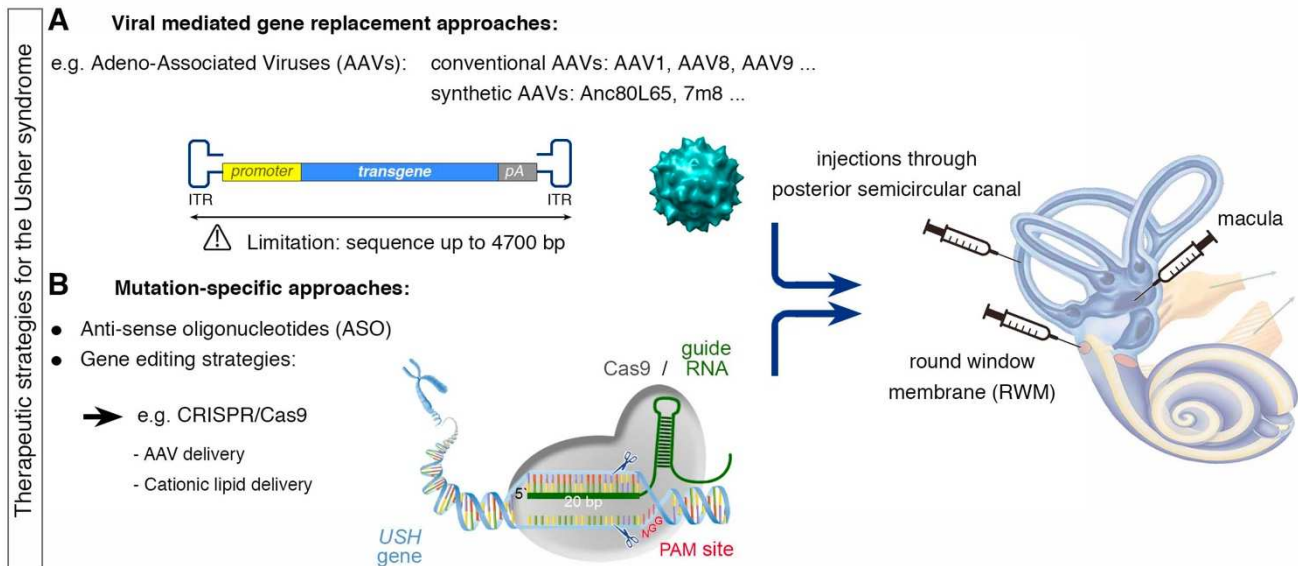 Therapeutic strategies for the Usher syndrome
A Viral mediated gene replacement approaches:
e.g. Adeno-Associated Viruses (AAVs): conventional AAVs: AAV1, AAV8, AAV9 ...
synthetic AAVs: Anc80L65, 7m8 ...
promoter transgene pA
ITR ITR
Limitation: sequence up to 4700 bp
B Mutation-specific approaches:
● Anti-sense oligonucleotides (ASO)
● Gene editing strategies:
e.g. CRISPR/Cas9
- AAV delivery
- Cationic lipid delivery
Cas9 / guide
RNA
5`
20 bp
NGG
PAM site
USH
gene
injections through
posterior semicircular canal
macula
round window
membrane (RWM)